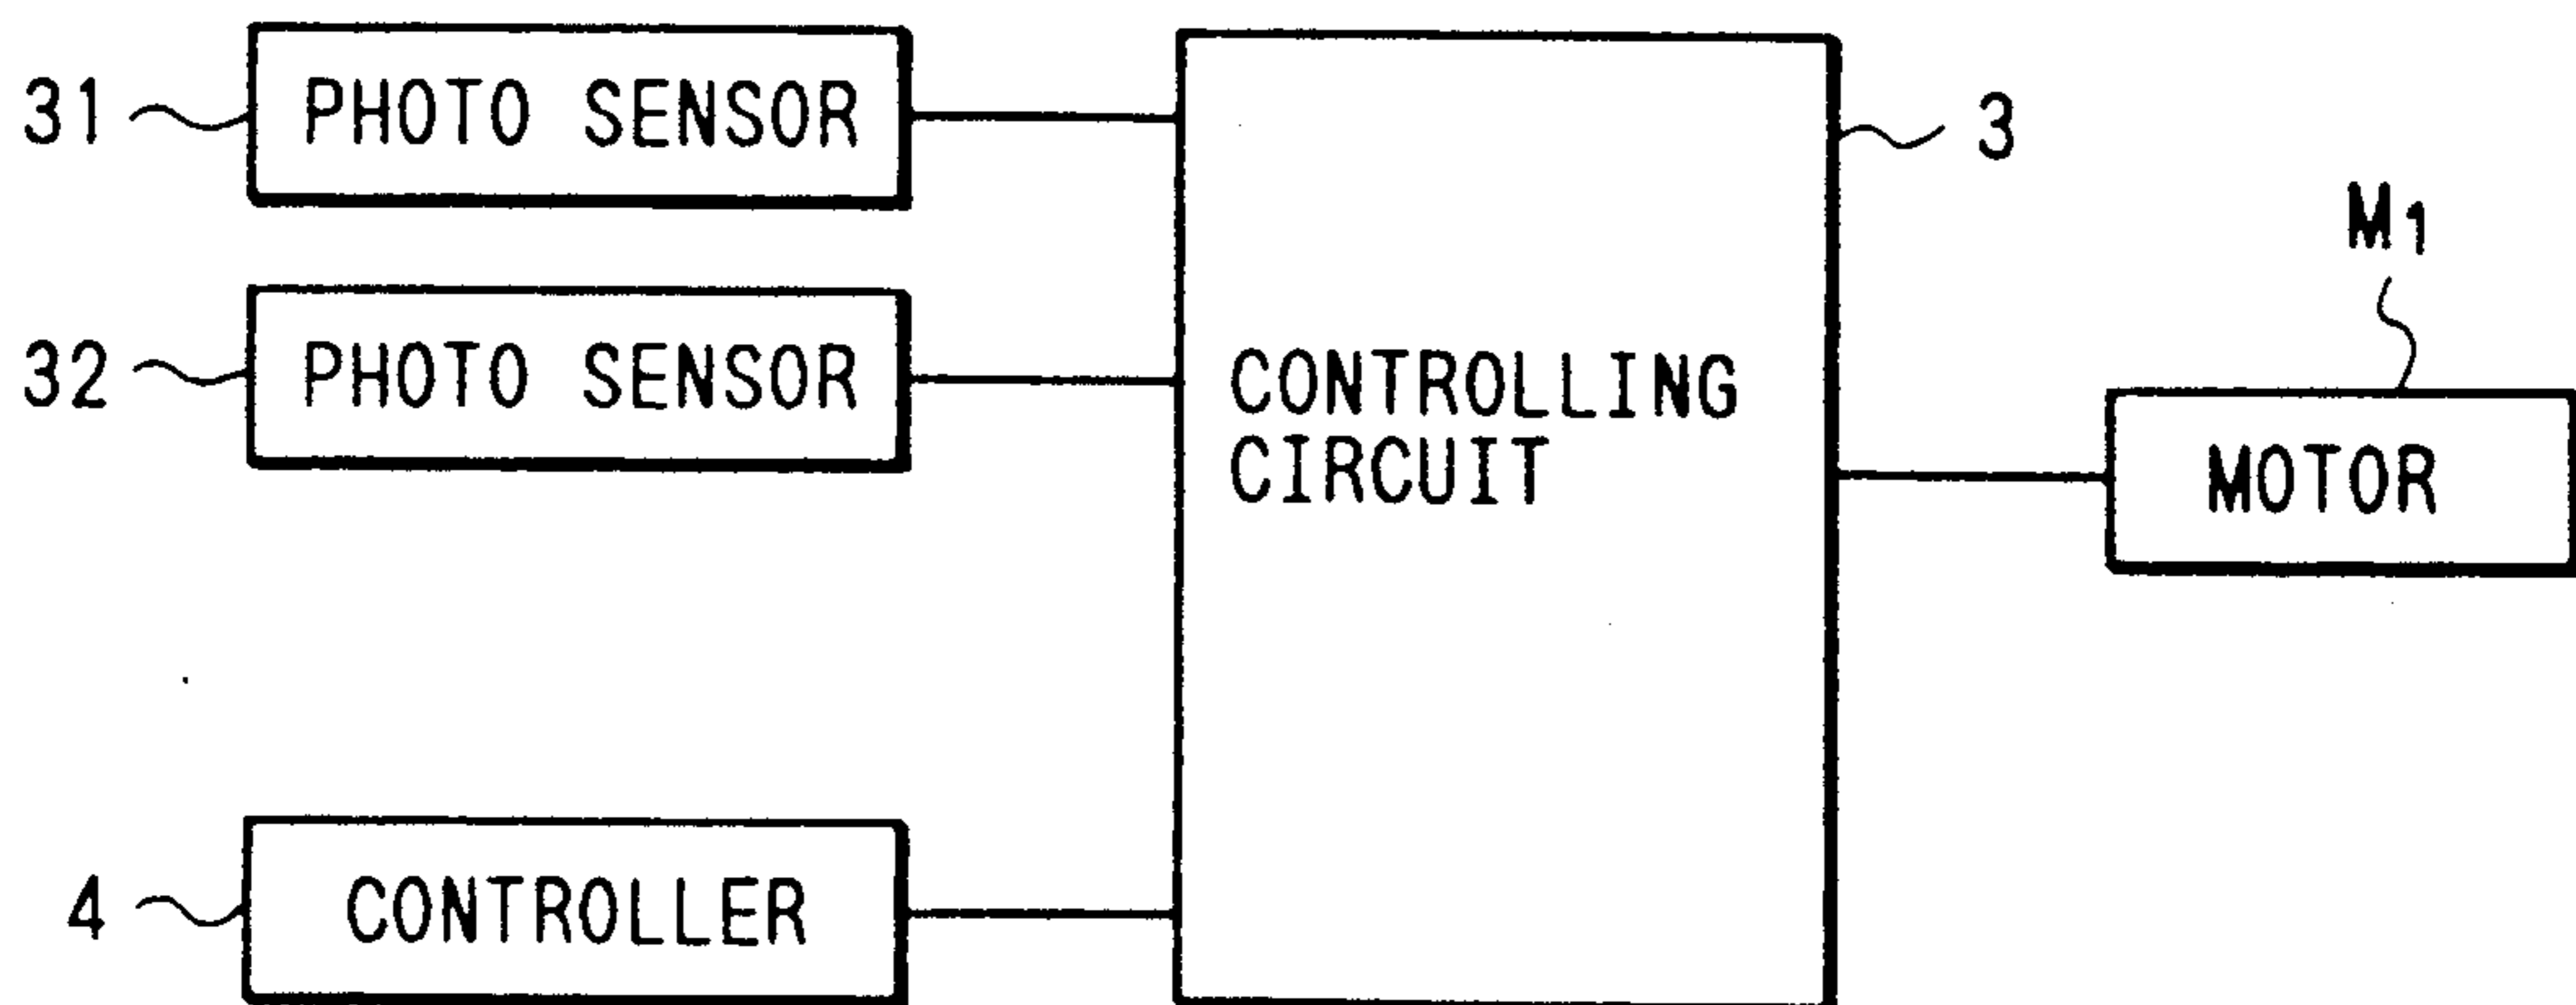 31
PHOTO SENSOR
3
M1
32
PHOTO SENSOR
CONTROLLING
CIRCUIT
MOTOR
4
CONTROLLER